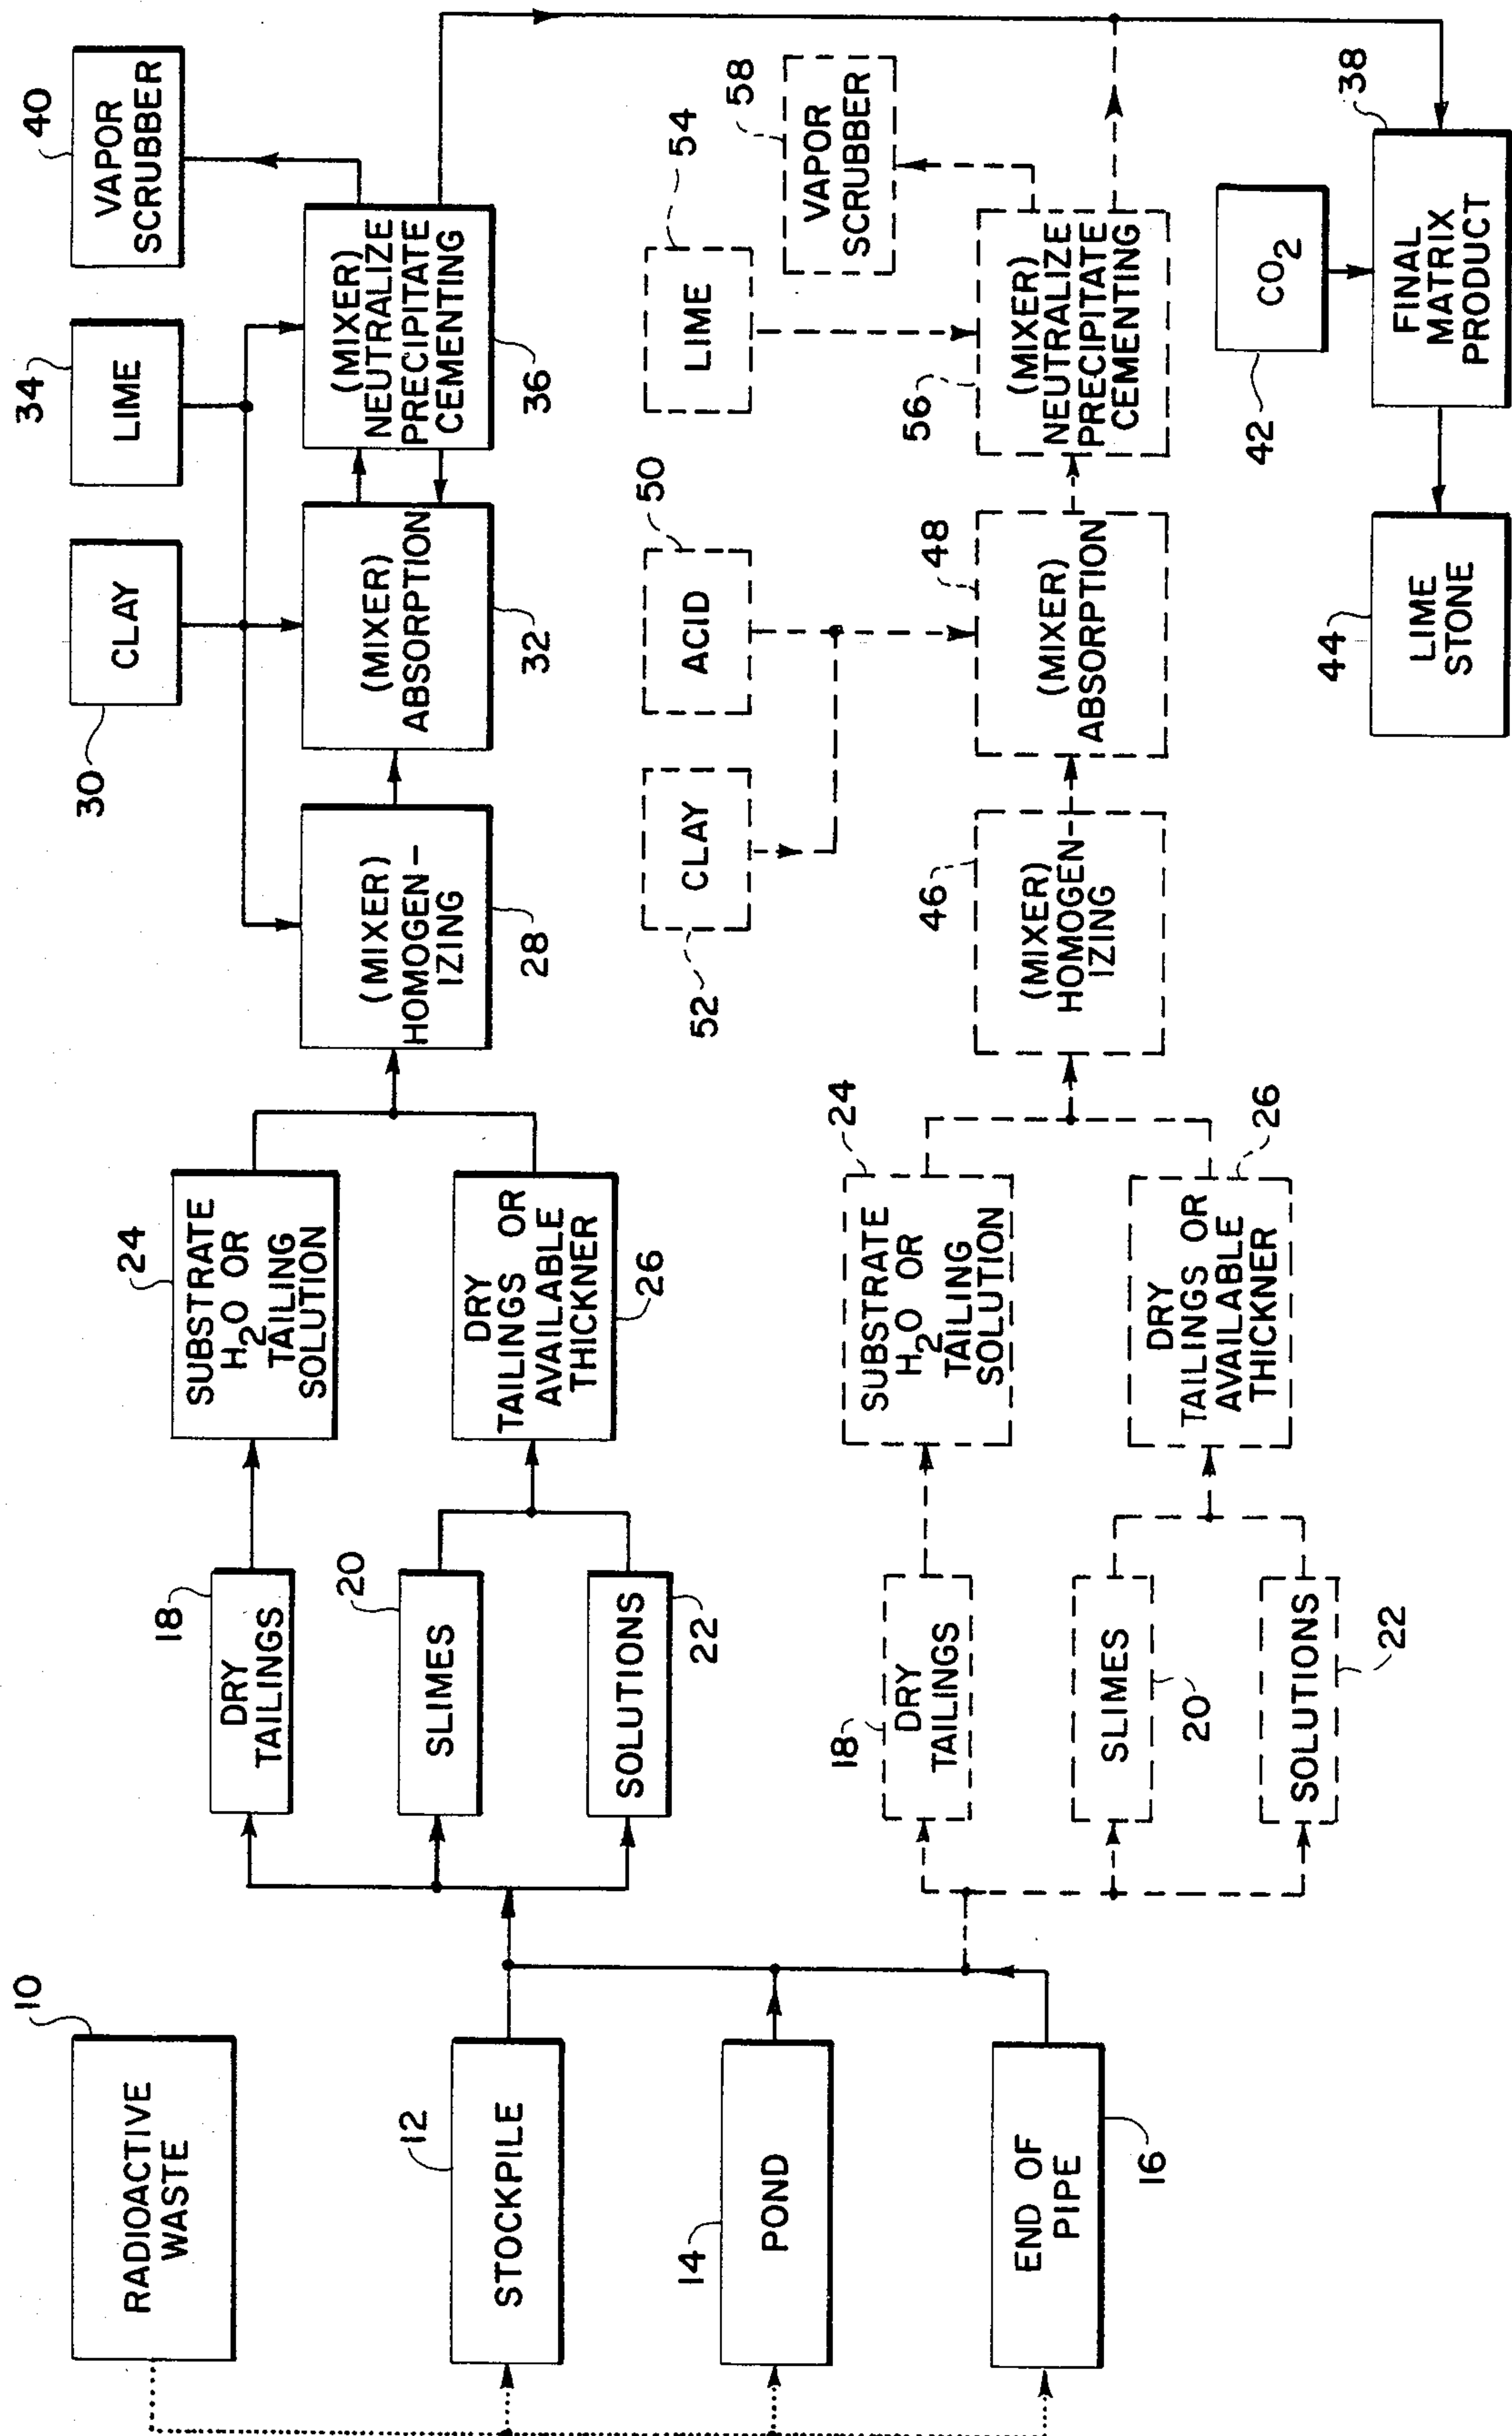 10
RADIOACTIVE
WASTE
12
STOCKPILE
14
POND
16
END OF
PIPE
18
DRY
TAILINGS
20
SLIMES
22
SOLUTIONS
24
SUBSTRATE
H2O OR
TAILING
SOLUTION
26
DRY
TAILINGS OR
AVAILABLE
THICKNER
28
(MIXER)
HOMOGEN-
IZING
30
CLAY
32
(MIXER)
ABSORPTION
34
LIME
36
(MIXER)
NEUTRALIZE
PRECIPITATE
CEMENTING
40
VAPOR
SCRUBBER
18
DRY
TAILINGS
20
SLIMES
22
SOLUTIONS
24
SUBSTRATE
H2O OR
TAILING
SOLUTION
26
DRY
TAILINGS OR
AVAILABLE
THICKNER
46
(MIXER)
HOMOGEN-
IZING
52
CLAY
50
ACID
48
(MIXER)
ABSORPTION
54
LIME
56
(MIXER)
NEUTRALIZE
PRECIPITATE
CEMENTING
58
VAPOR
SCRUBBER
42
CO2
38
FINAL
MATRIX
PRODUCT
44
LIME
STONE